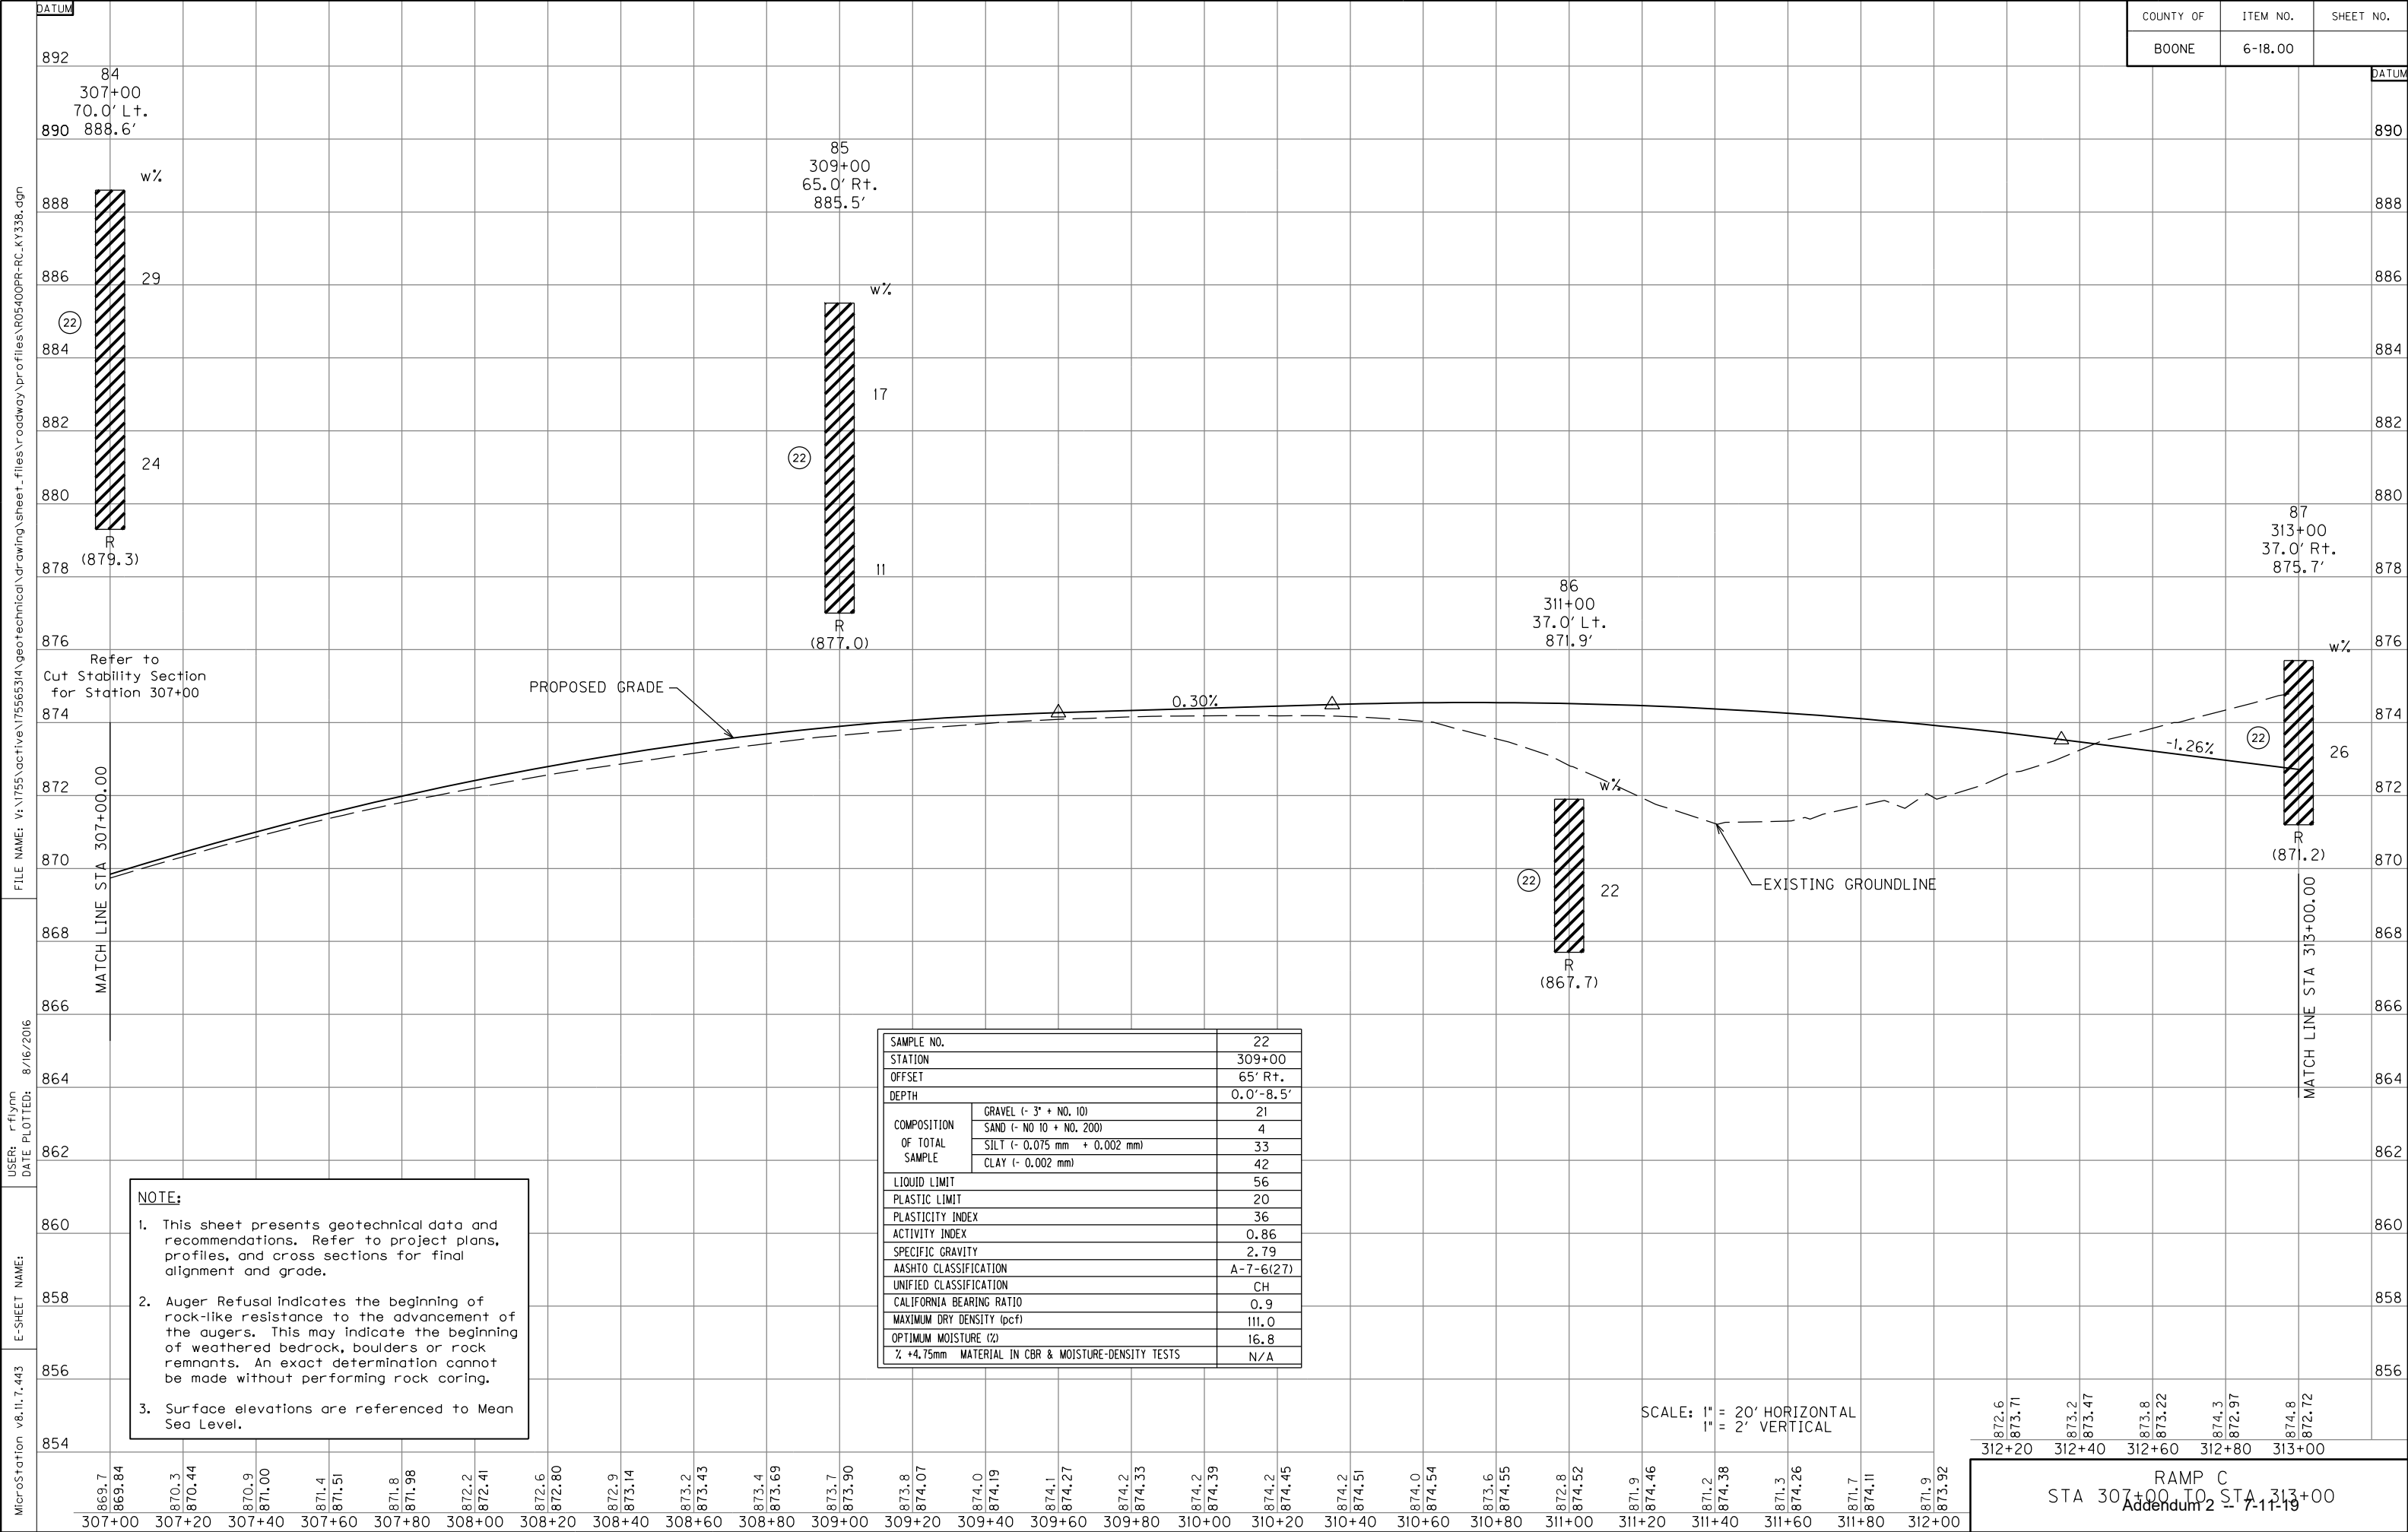 DATUM
COUNTY OF ITEM NO. SHEET NO.
BOONE 6-18.00
DATUM
892
890
888
886
884
882
880
878
876
874
872
870
868
866
864
862
860
858
856
854
890
888
886
884
882
880
878
876
874
872
870
868
866
864
862
860
858
856
84
307+00
70.0' Lt.
888.6'
w%
29
22
24
R
(879.3)
85
309+00
65.0' Rt.
885.5'
w%
17
22
11
R
(877.0)
86
311+00
37.0' Lt.
871.9'
w%
22
22
R
(867.7)
87
313+00
37.0' Rt.
875.7'
w%
22
26
R
(871.2)
Refer to
Cut Stability Section
for Station 307+00
PROPOSED GRADE
0.30%
-1.26%
EXISTING GROUNDLINE
MATCH LINE STA 307+00.00
MATCH LINE STA 313+00.00
SAMPLE NO. 22
STATION 309+00
OFFSET 65' Rt.
DEPTH 0.0'-8.5'
COMPOSITION OF TOTAL SAMPLE
GRAVEL (- 3" + NO. 10) 21
SAND (- NO 10 + NO. 200) 4
SILT (- 0.075 mm + 0.002 mm) 33
CLAY (- 0.002 mm) 42
LIQUID LIMIT 56
PLASTIC LIMIT 20
PLASTICITY INDEX 36
ACTIVITY INDEX 0.86
SPECIFIC GRAVITY 2.79
AASHTO CLASSIFICATION A-7-6(27)
UNIFIED CLASSIFICATION CH
CALIFORNIA BEARING RATIO 0.9
MAXIMUM DRY DENSITY (pcf) 111.0
OPTIMUM MOISTURE (%) 16.8
% +4.75mm MATERIAL IN CBR & MOISTURE-DENSITY TESTS N/A
NOTE:
1. This sheet presents geotechnical data and
recommendations. Refer to project plans,
profiles, and cross sections for final
alignment and grade.
2. Auger Refusal indicates the beginning of
rock-like resistance to the advancement of
the augers. This may indicate the beginning
of weathered bedrock, boulders or rock
remnants. An exact determination cannot
be made without performing rock coring.
3. Surface elevations are referenced to Mean
Sea Level.
SCALE: 1" = 20' HORIZONTAL
1" = 2' VERTICAL
869.7 869.84 307+00
870.3 870.44 307+20
870.9 871.00 307+40
871.4 871.51 307+60
871.8 871.98 307+80
872.2 872.41 308+00
872.6 872.80 308+20
872.9 873.14 308+40
873.2 873.43 308+60
873.4 873.69 308+80
873.7 873.90 309+00
873.8 874.07 309+20
874.0 874.19 309+40
874.1 874.27 309+60
874.2 874.33 309+80
874.2 874.39 310+00
874.2 874.45 310+20
874.2 874.51 310+40
874.0 874.54 310+60
873.6 874.55 310+80
872.8 874.52 311+00
871.9 874.46 311+20
871.2 874.38 311+40
871.3 874.26 311+60
871.7 874.11 311+80
871.9 873.92 312+00
872.6 873.71 312+20
873.2 873.47 312+40
873.8 873.22 312+60
874.3 872.97 312+80
874.8 872.72 313+00
RAMP C
STA 307+00 TO STA 313+00
Addendum 2 -- 7-11-19
FILE NAME: V:\1755\active\175565314\geotechnical\drawing\sheet_files\roadway\profiles\R05400PR-RC_KY338.dgn
USER: rflynn
DATE PLOTTED: 8/16/2016
E-SHEET NAME:
MicroStation v8.11.7.443